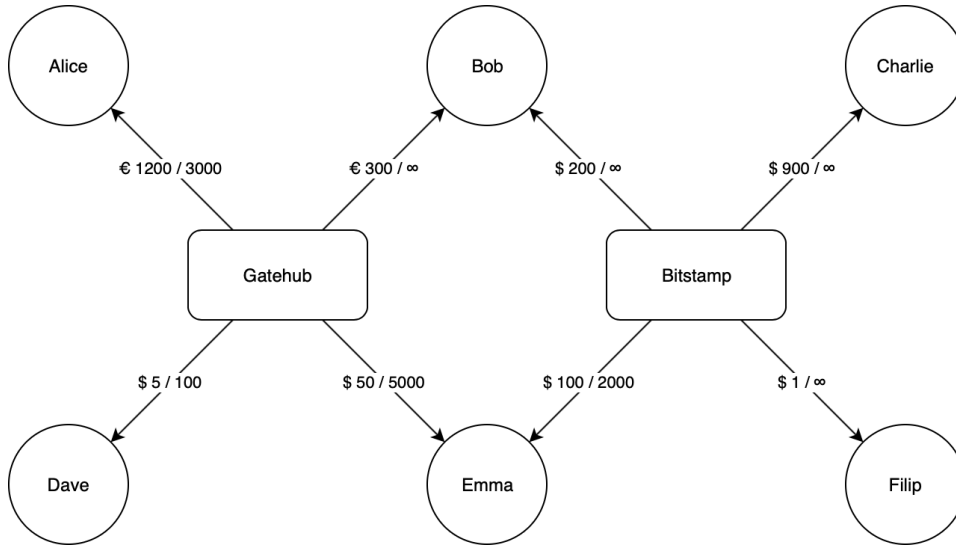 Alice
Bob
Charlie
€ 1200 / 3000
€ 300 / ∞
$ 200 / ∞
$ 900 / ∞
Gatehub
Bitstamp
$ 5 / 100
$ 50 / 5000
$ 100 / 2000
$ 1 / ∞
Dave
Emma
Filip